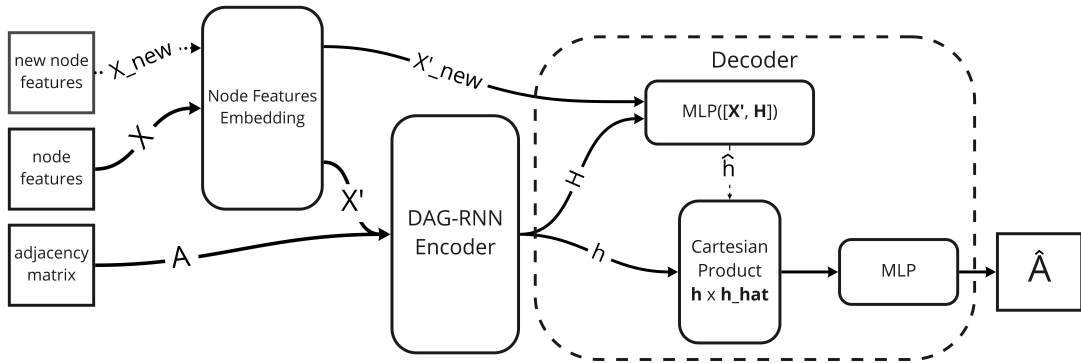 new node
features
X_new
node
features
X
adjacency
matrix
A
Node Features
Embedding
X'_new
X'
DAG-RNN
Encoder
H
h
Decoder
MLP([X', H])
ĥ
Cartesian
Product
h x h_hat
MLP
Â